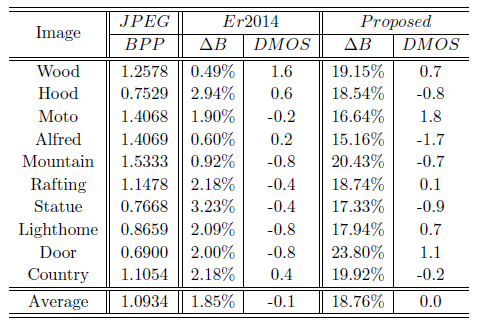 Image JPEG Er2014 Proposed
BPP ΔB DMOS ΔB DMOS
Wood 1.2578 0.49% 1.6 19.15% 0.7
Hood 0.7529 2.94% 0.6 18.54% -0.8
Moto 1.4068 1.90% -0.2 16.64% 1.8
Alfred 1.4069 0.60% 0.2 15.16% -1.7
Mountain 1.5333 0.92% -0.8 20.43% -0.7
Rafting 1.1478 2.18% -0.4 18.74% 0.1
Statue 0.7668 3.23% -0.4 17.33% -0.9
Lighthome 0.8659 2.09% -0.8 17.94% 0.7
Door 0.6900 2.00% -0.8 23.80% 1.1
Country 1.1054 2.18% 0.4 19.92% -0.2
Average 1.0934 1.85% -0.1 18.76% 0.0